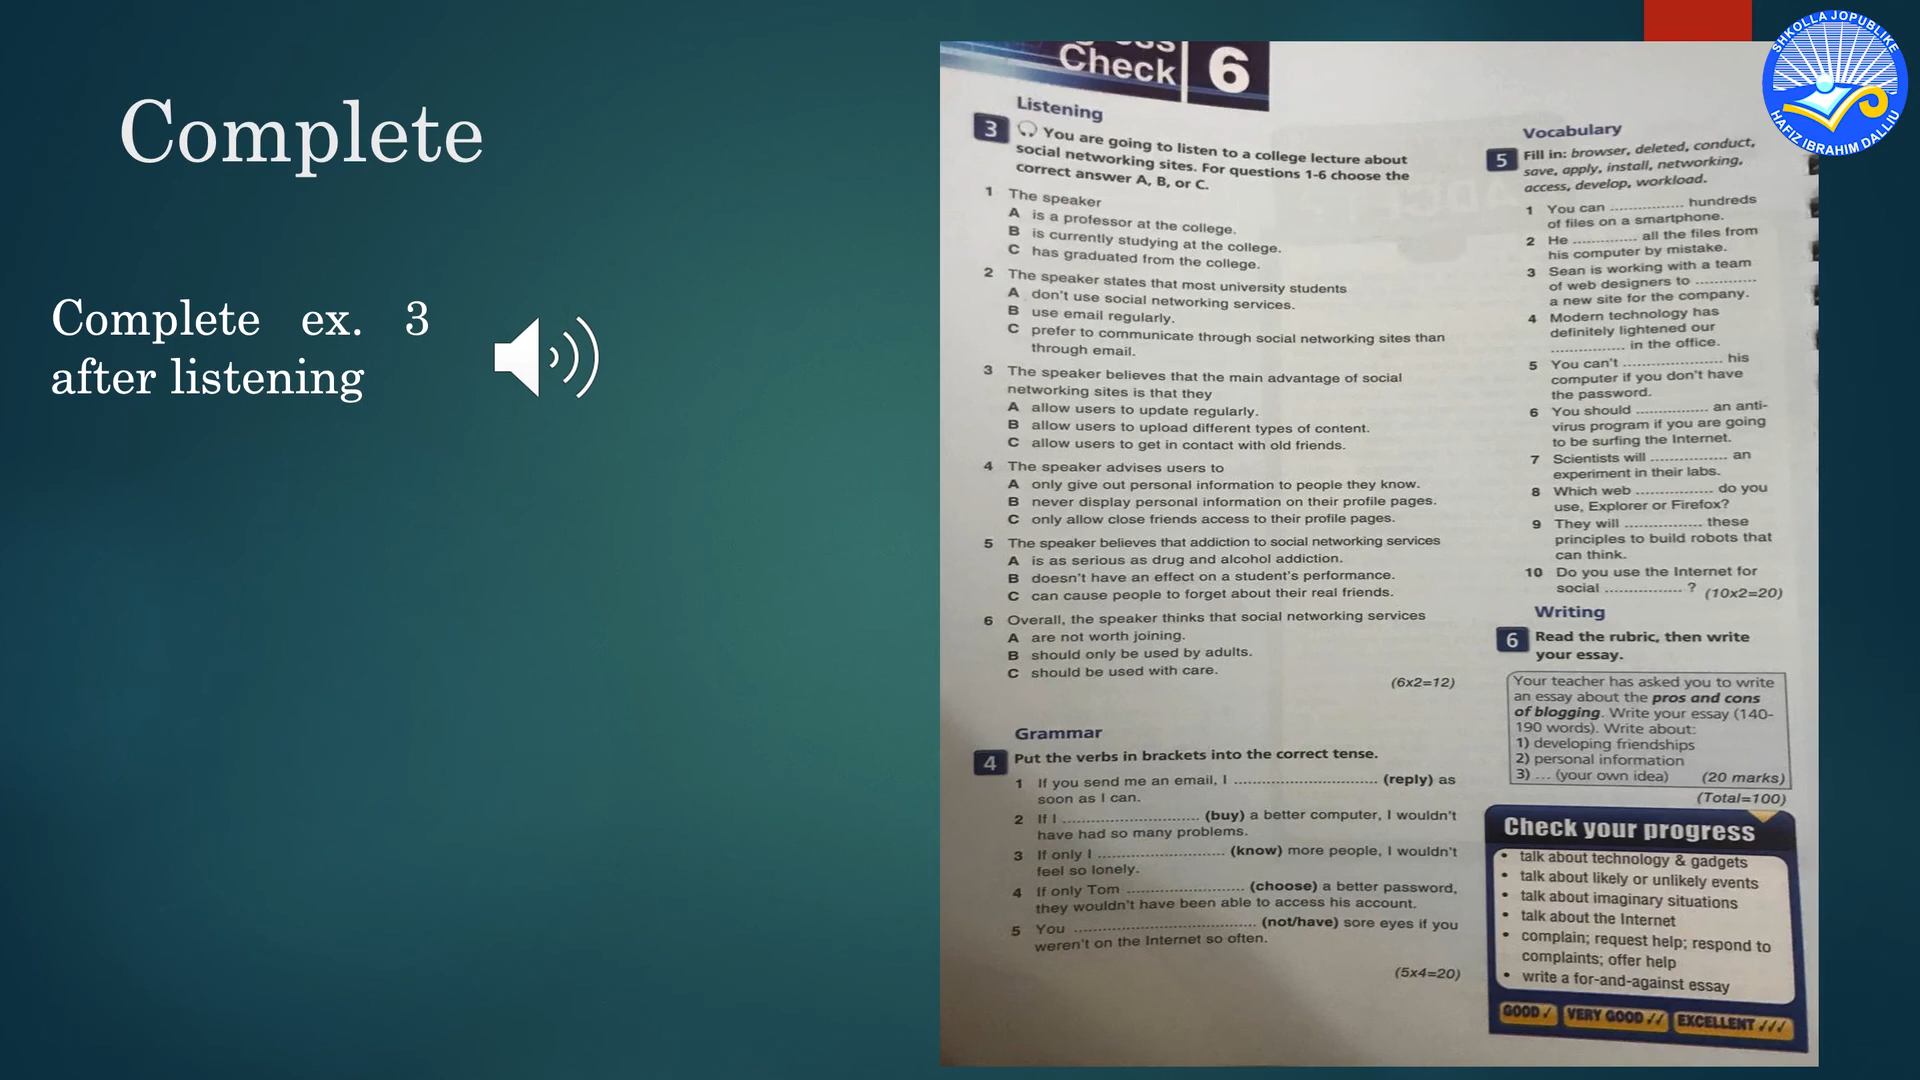 Complete
Complete ex. 3
after listening
SHKOLLA JOPUBLIKE
HAFIZ IBRAHIM DALLIU
Check 6
Listening
3 You are going to listen to a college lecture about
social networking sites. For questions 1-6 choose the
correct answer A, B, or C.
1 The speaker
A is a professor at the college.
B is currently studying at the college.
C has graduated from the college.
2 The speaker states that most university students
A don't use social networking services.
B use email regularly.
C prefer to communicate through social networking sites than
through email.
3 The speaker believes that the main advantage of social
networking sites is that they
A allow users to update regularly.
B allow users to upload different types of content.
C allow users to get in contact with old friends.
4 The speaker advises users to
A only give out personal information to people they know.
B never display personal information on their profile pages.
C only allow close friends access to their profile pages.
5 The speaker believes that addiction to social networking services
A is as serious as drug and alcohol addiction.
B doesn't have an effect on a student's performance.
C can cause people to forget about their real friends.
6 Overall, the speaker thinks that social networking services
A are not worth joining.
B should only be used by adults.
C should be used with care.
(6x2=12)
Grammar
4 Put the verbs in brackets into the correct tense.
1 If you send me an email, I .............................. (reply) as
soon as I can.
2 If I .............................. (buy) a better computer, I wouldn't
have had so many problems.
3 If only I .............................. (know) more people, I wouldn't
feel so lonely.
4 If only Tom .......................... (choose) a better password,
they wouldn't have been able to access his account.
5 You ...................................... (not/have) sore eyes if you
weren't on the Internet so often.
(5x4=20)
Vocabulary
5 Fill in: browser, deleted, conduct,
save, apply, install, networking,
access, develop, workload.
1 You can ................ hundreds
of files on a smartphone.
2 He .............. all the files from
his computer by mistake.
3 Sean is working with a team
of web designers to ..............
a new site for the company.
4 Modern technology has
definitely lightened our
................ in the office.
5 You can't ...................... his
computer if you don't have
the password.
6 You should ................ an anti-
virus program if you are going
to be surfing the Internet.
7 Scientists will ................. an
experiment in their labs.
8 Which web ................. do you
use, Explorer or Firefox?
9 They will ................. these
principles to build robots that
can think.
10 Do you use the Internet for
social ................. ? (10x2=20)
Writing
6 Read the rubric, then write
your essay.
Your teacher has asked you to write
an essay about the pros and cons
of blogging. Write your essay (140-
190 words). Write about:
1) developing friendships
2) personal information
3) ... (your own idea) (20 marks)
(Total=100)
Check your progress
• talk about technology & gadgets
• talk about likely or unlikely events
• talk about imaginary situations
• talk about the Internet
• complain; request help; respond to
complaints; offer help
• write a for-and-against essay
GOOD ✓ VERY GOOD ✓✓ EXCELLENT ✓✓✓